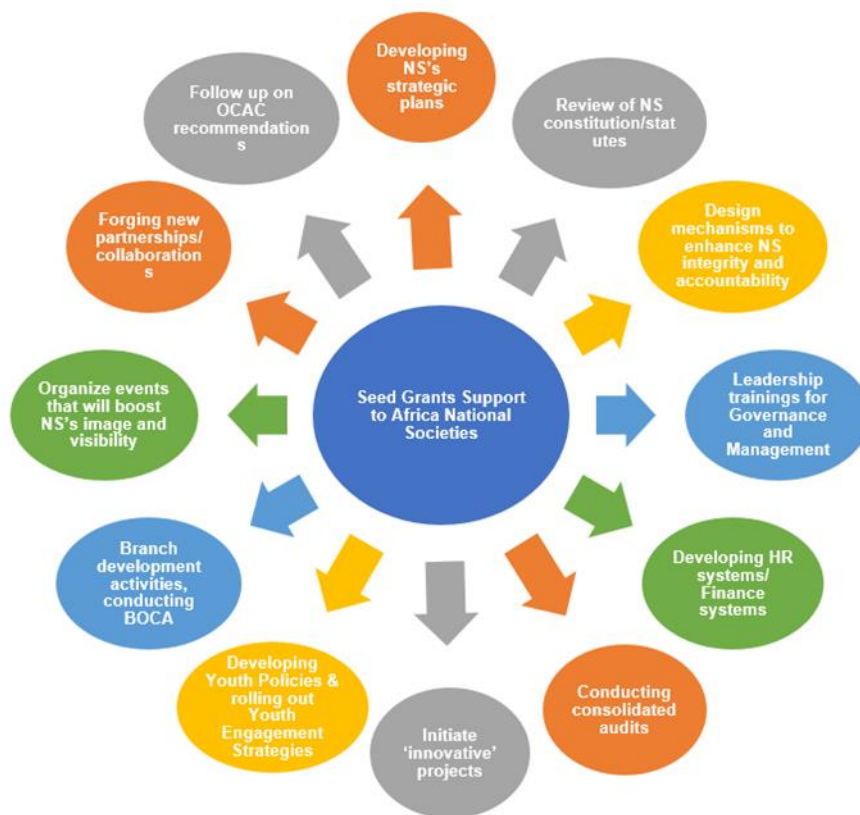 Developing
NS's
strategic
plans
Review of NS
constitution/stat
utes
Design
mechanisms to
enhance NS
integrity and
accountability
Leadership
trainings for
Governance
and
Management
Developing HR
systems/
Finance
systems
Conducting
consolidated
audits
Initiate
‘innovative’
projects
Developing
Youth Policies &
rolling out
Youth
Engagement
Strategies
Branch
development
activities,
conducting
BOCA
Organize events
that will boost
NS's image and
visibility
Forging new
partnerships/
collaboration
s
Follow up on
OCAC
recommendation
s
Seed Grants Support
to Africa National
Societies